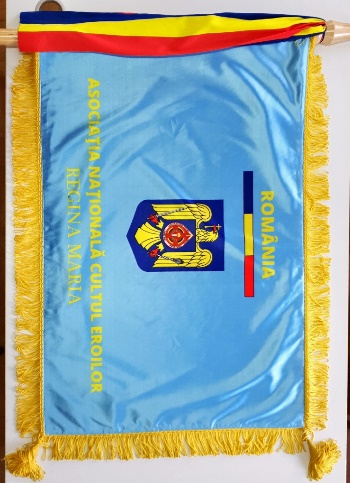 ROMÂNIA
ASOCIAȚIA NAȚIONALĂ CULTUL EROILOR
REGINA MARIA